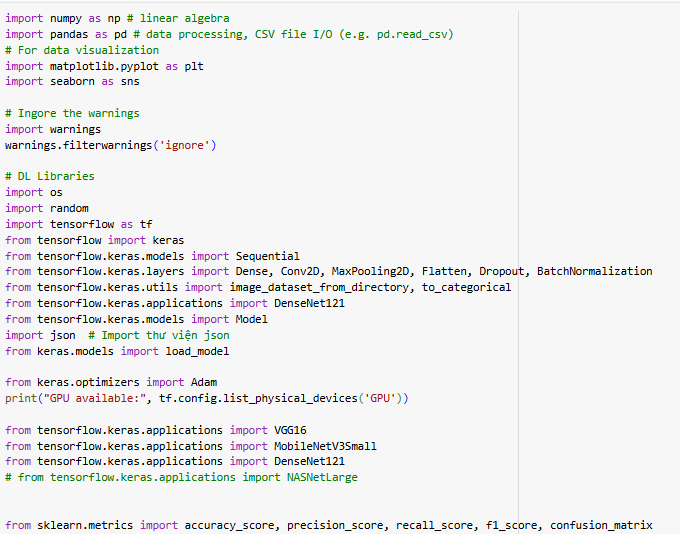 import numpy as np # linear algebra
import pandas as pd # data processing, CSV file I/O (e.g. pd.read_csv)
# For data visualization
import matplotlib.pyplot as plt
import seaborn as sns
# Ingore the warnings
import warnings
warnings.filterwarnings('ignore')
# DL Libraries
import os
import random
import tensorflow as tf
from tensorflow import keras
from tensorflow.keras.models import Sequential
from tensorflow.keras.layers import Dense, Conv2D, MaxPooling2D, Flatten, Dropout, BatchNormalization
from tensorflow.keras.utils import image_dataset_from_directory, to_categorical
from tensorflow.keras.applications import DenseNet121
from tensorflow.keras.models import Model
import json  # Import thư viện json
from keras.models import load_model
from keras.optimizers import Adam
print("GPU available:", tf.config.list_physical_devices('GPU'))
from tensorflow.keras.applications import VGG16
from tensorflow.keras.applications import MobileNetV3Small
from tensorflow.keras.applications import DenseNet121
# from tensorflow.keras.applications import NASNetLarge
from sklearn.metrics import accuracy_score, precision_score, recall_score, f1_score, confusion_matrix